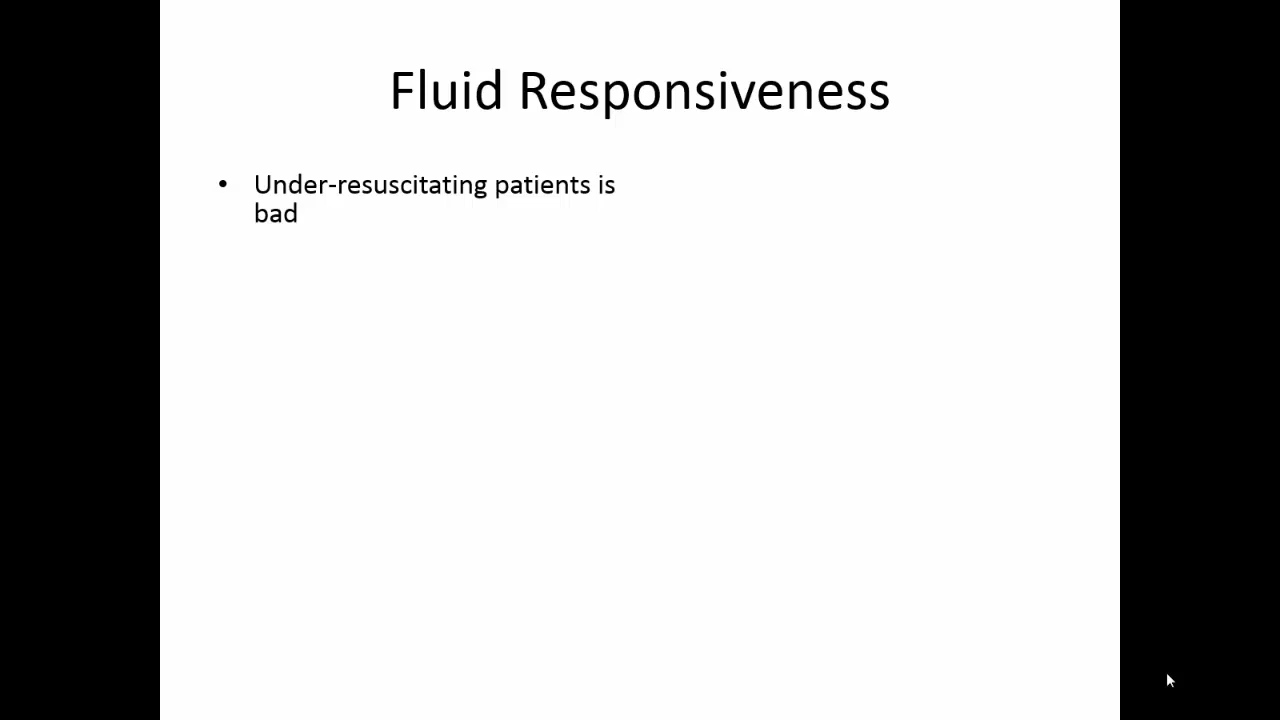 Fluid Responsiveness
• Under-resuscitating patients is
bad